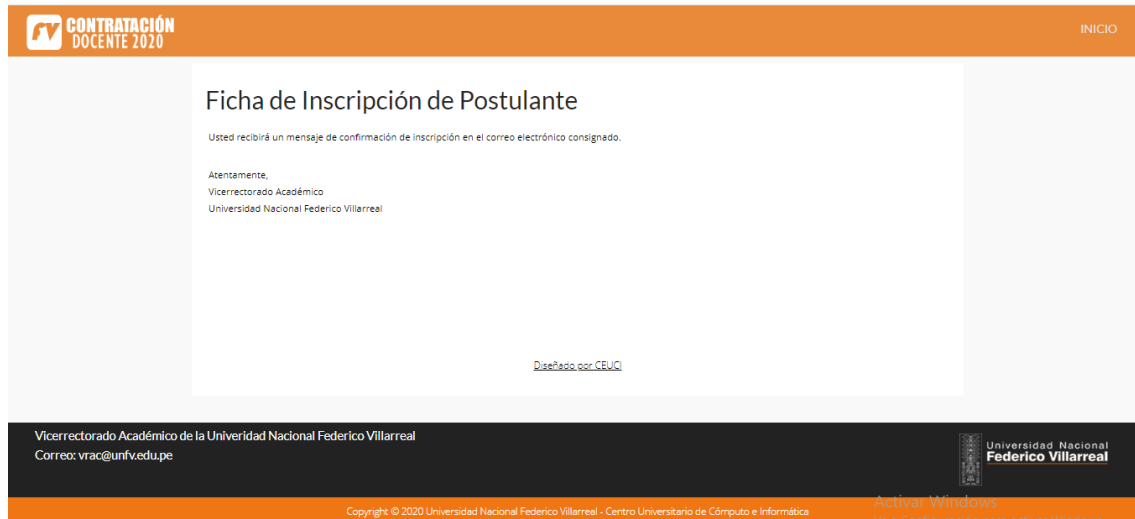 FV CONTRATACIÓN
DOCENTE 2020
INICIO
Ficha de Inscripción de Postulante
Usted recibirá un mensaje de confirmación de inscripción en el correo electrónico consignado.
Atentamente,
Vicerrectorado Académico
Universidad Nacional Federico Villarreal
Diseñado por CEUCI
Vicerrectorado Académico de la Univeridad Nacional Federico Villarreal
Correo: vrac@unfv.edu.pe
Universidad Nacional
Federico Villarreal
Activar Windows
Copyright © 2020 Universidad Nacional Federico Villarreal - Centro Universitario de Cómputo e Informática